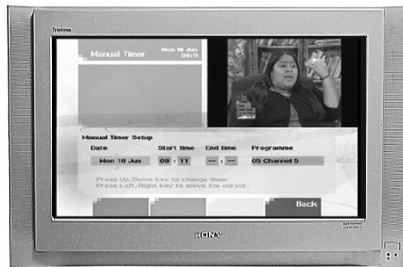 Trinitron
Manual Timer
Mon 18 Jun
09:11
Manual Timer Setup
Date Start time End time Programme
Mon 18 Jun 09 : 11 -- : -- 05 Channel 5
Press Up/Down key to change timer
Press Left/Right key to move the cursor.
Back
SONY